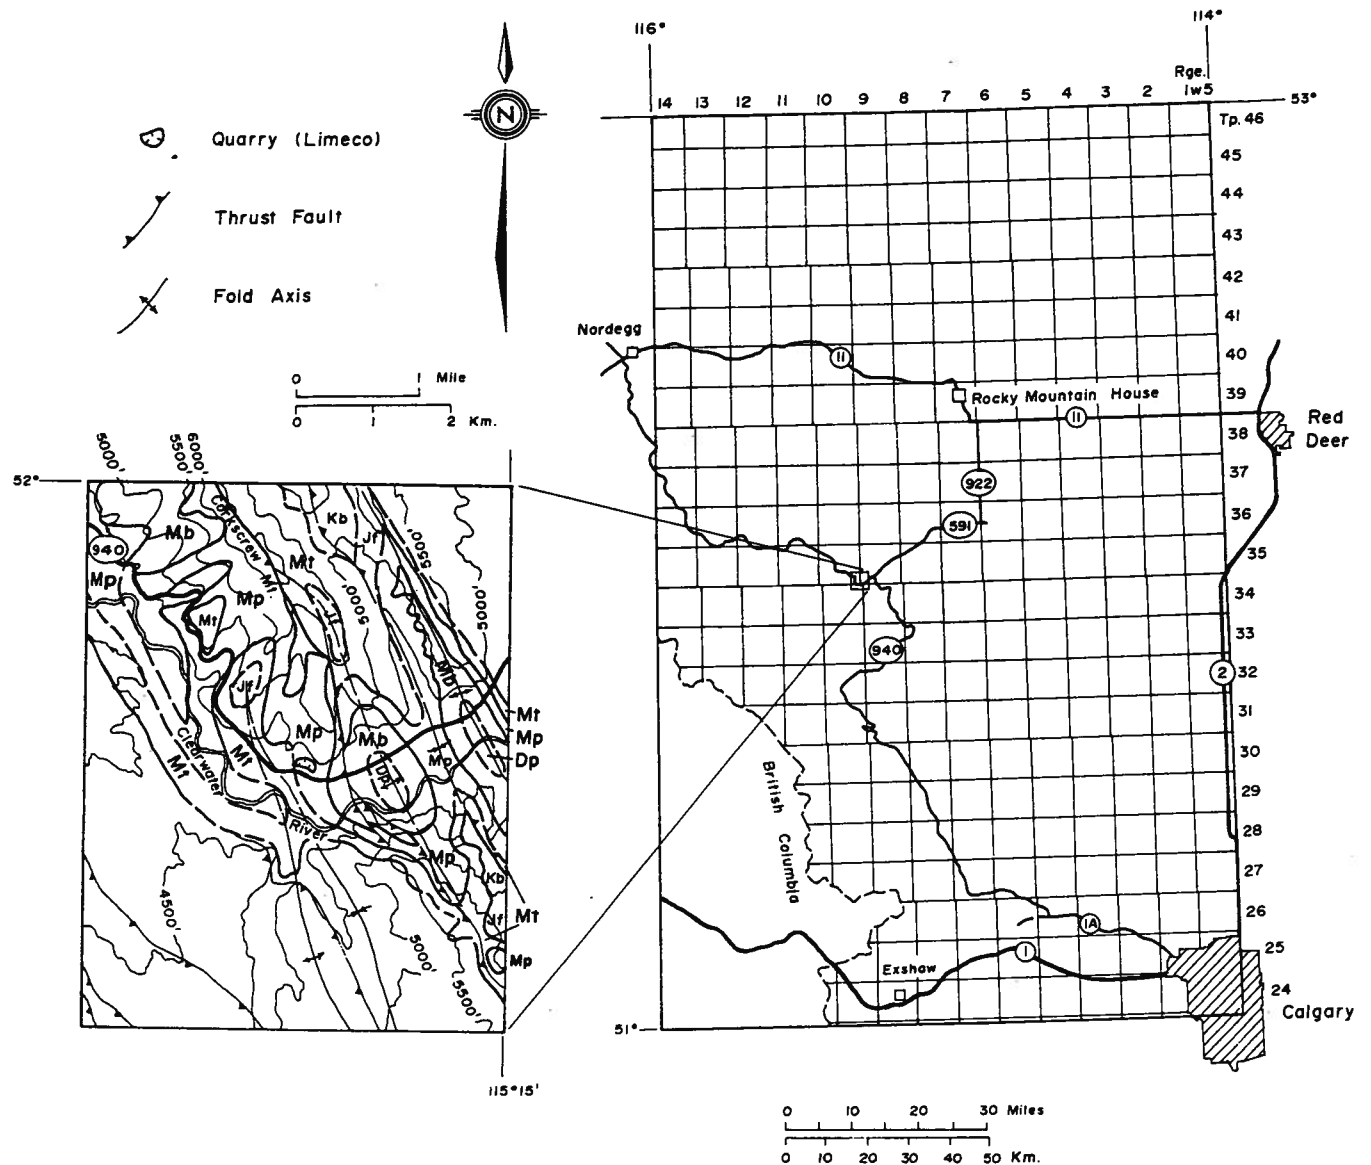 116°
114°
Rge.
14 13 12 11 10 9 8 7 6 5 4 3 2 1w5
53°
Tp. 46
45
44
43
42
41
40
39
38
37
36
35
34
33
32
31
30
29
28
27
26
25
24
N
Quarry (Limeco)
Thrust Fault
Fold Axis
0 1 Mile
0 1 2 Km.
Nordegg
11
Rocky Mountain House
11
Red
Deer
922
591
940
2
British Columbia
1A
1
Exshaw
Calgary
51°
0 10 20 30 Miles
0 10 20 30 40 50 Km.
52°
5000'
5500'
6000'
Corkscrew Mt
Kb
Jf
5500'
5000'
Mb
940
Mp
Mt
Mp
Mt
Jf
5000'
Mb
Jf
Mp
Mb
Mp
Dp
Mt
Mp
Dp
Clearwater
River
Mt
Mt
Mp
Kb
Mt
Jf
Mp
4500'
5000'
5500'
115°15'